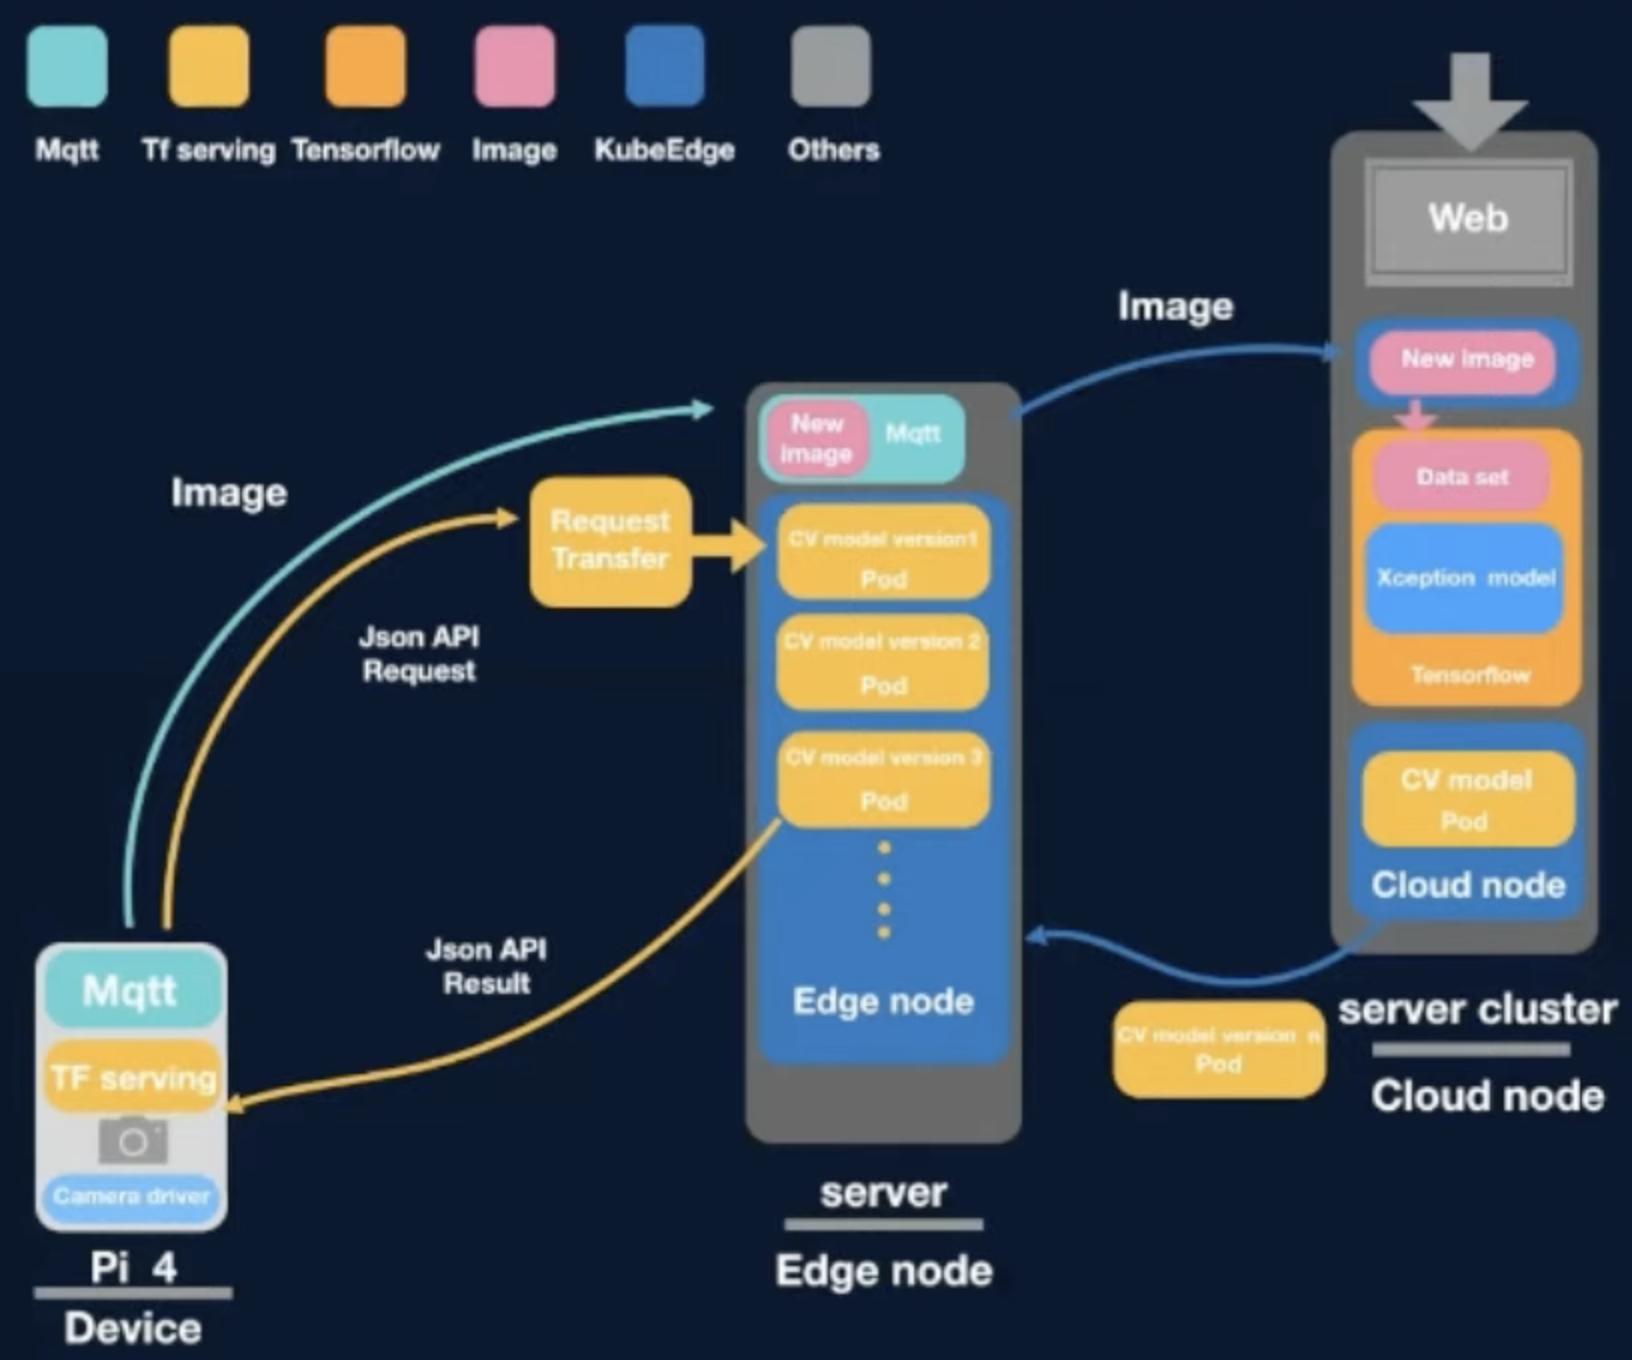 Mqtt
Tf serving
Tensorflow
Image
KubeEdge
Others
Web
Image
New image
Data set
Xception model
Tensorflow
CV model
Pod
Cloud node
server cluster
Cloud node
New
image
Mqtt
Image
Request
Transfer
CV model version1
Pod
CV model version 2
Pod
CV model version 3
Pod
Edge node
Json API
Request
Json API
Result
CV model version n
Pod
server
Edge node
Mqtt
TF serving
Camera driver
Pi 4
Device